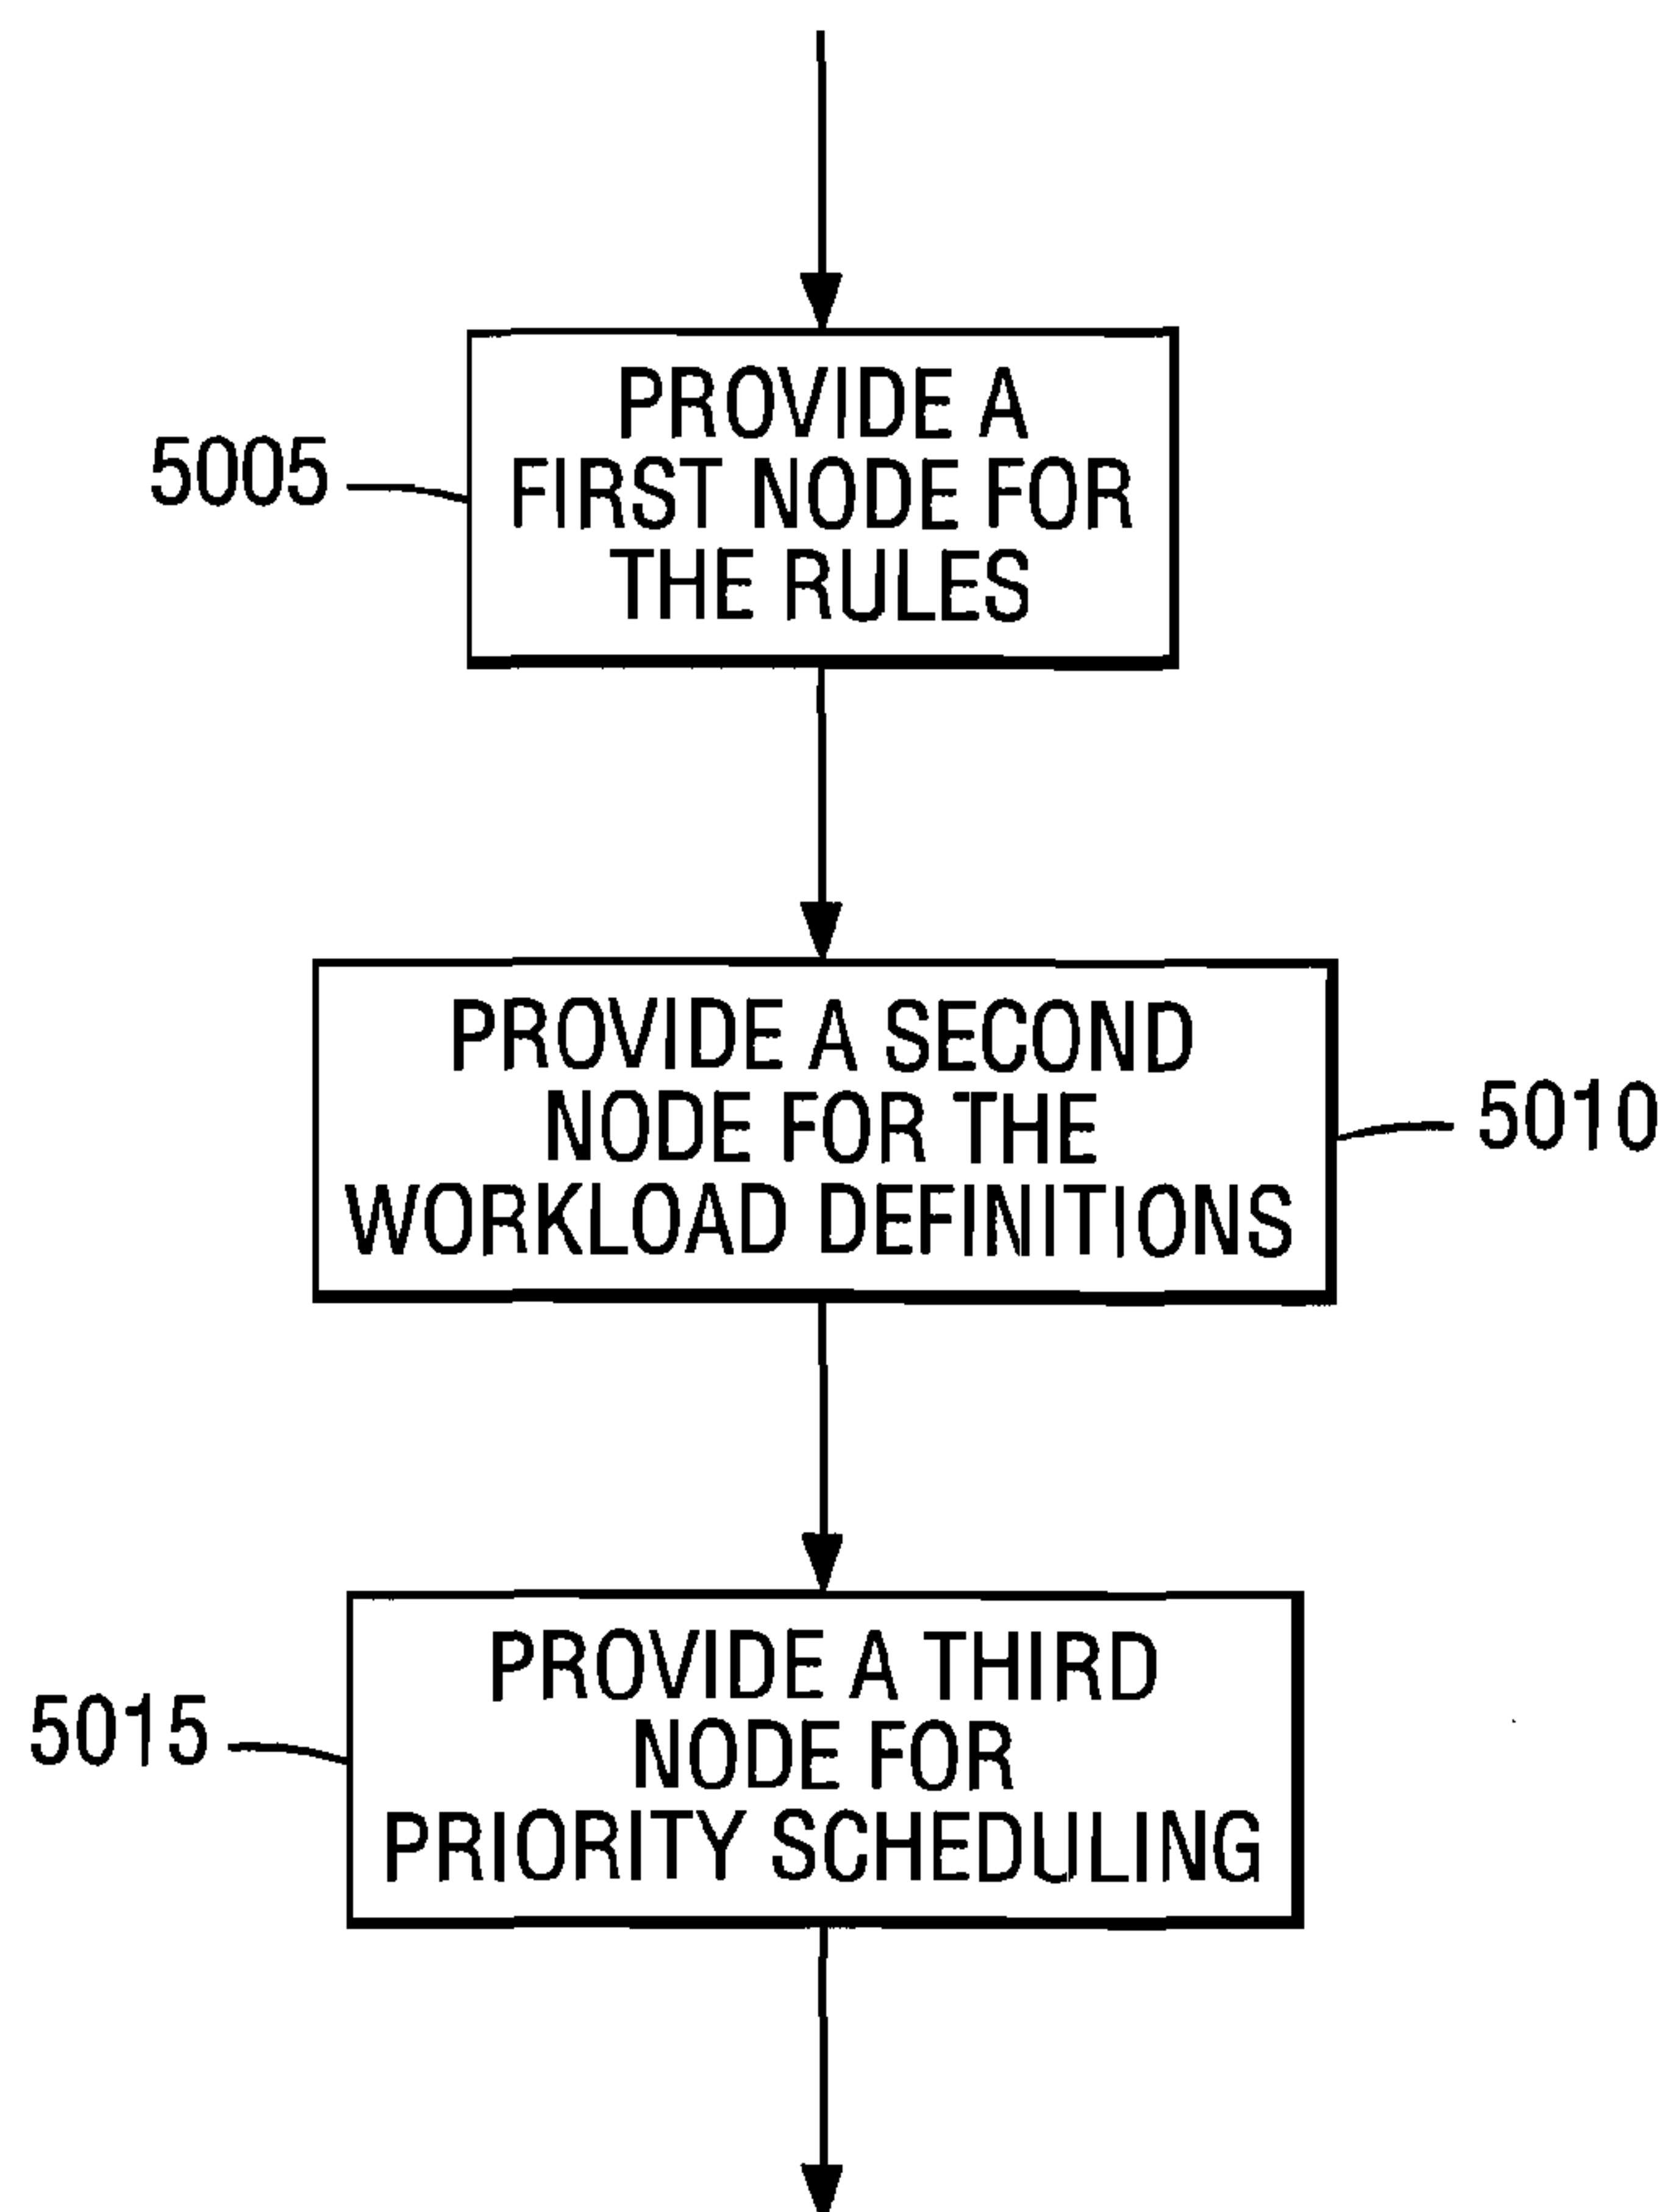 PROVIDE A
FIRST NODE FOR
THE RULES
5005
PROVIDE A SECOND
NODE FOR THE
WORKLOAD DEFINITIONS
5010
PROVIDE A THIRD
NODE FOR
PRIORITY SCHEDULING
5015